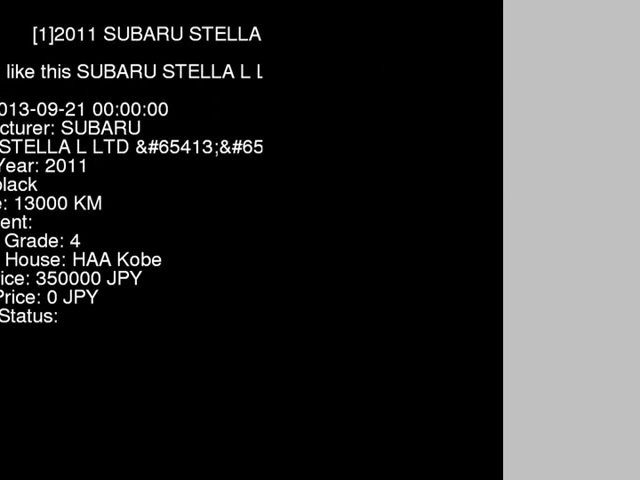 [1]2011 SUBARU STELLA
like this SUBARU STELLA L L
013-09-21 00:00:00
cturer: SUBARU
STELLA L LTD &#65413;&#65
Year: 2011
black
e: 13000 KM
ent:
Grade: 4
House: HAA Kobe
ice: 350000 JPY
Price: 0 JPY
Status: